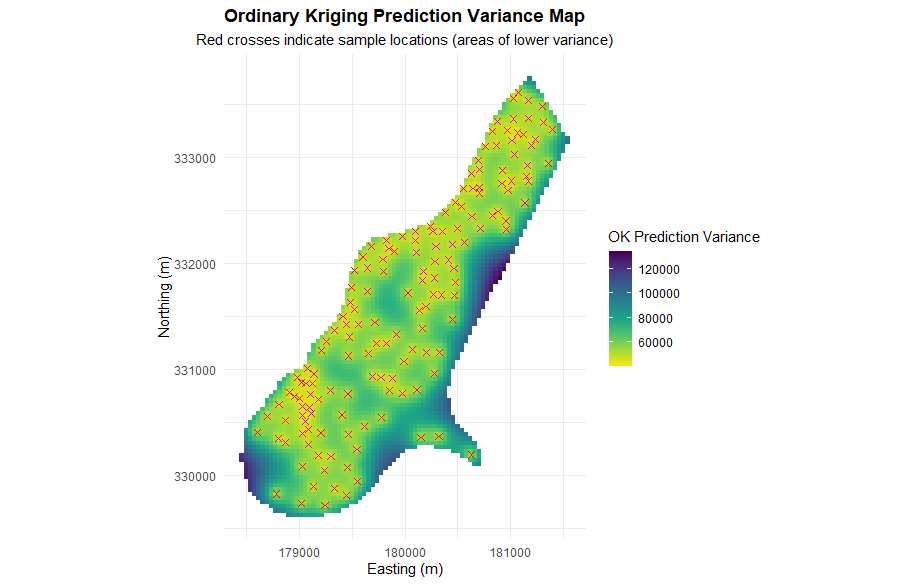 Ordinary Kriging Prediction Variance Map
Red crosses indicate sample locations (areas of lower variance)
333000
332000
331000
330000
Northing (m)
179000
180000
181000
Easting (m)
OK Prediction Variance
120000
100000
80000
60000